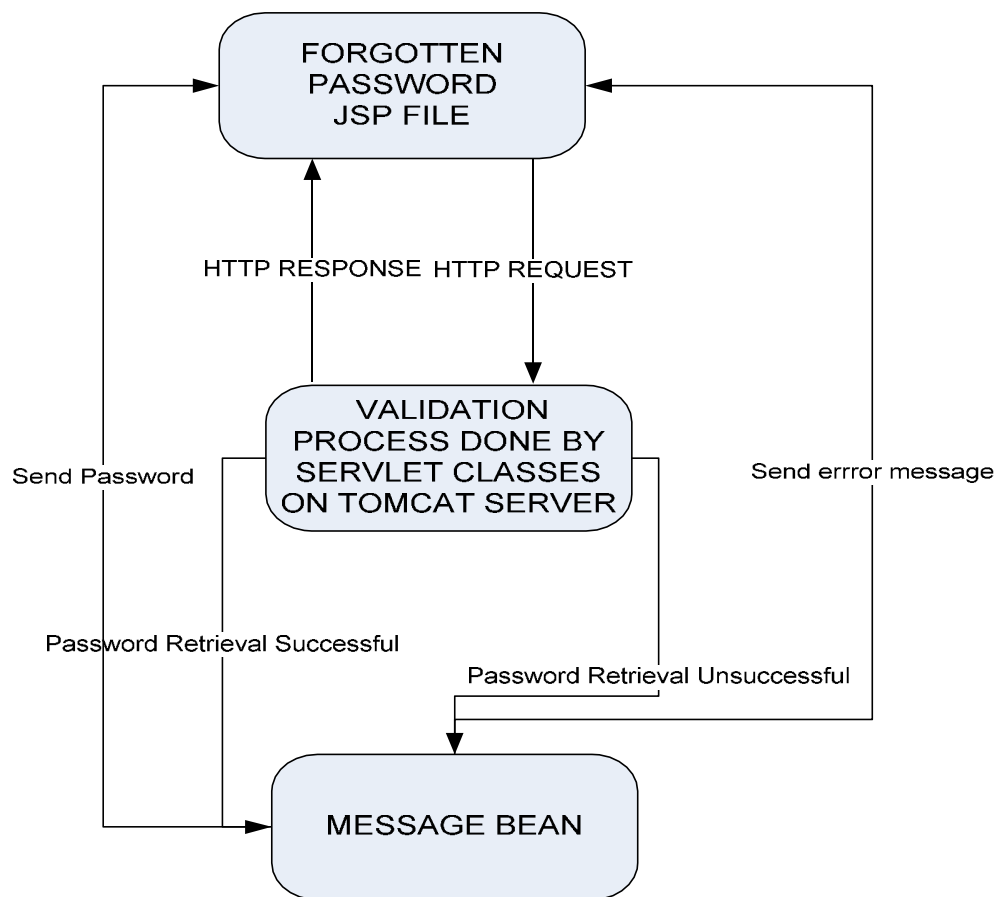 FORGOTTEN
PASSWORD
JSP FILE
HTTP RESPONSE
HTTP REQUEST
VALIDATION
PROCESS DONE BY
SERVLET CLASSES
ON TOMCAT SERVER
Send Password
Send errror message
Password Retrieval Successful
Password Retrieval Unsuccessful
MESSAGE BEAN